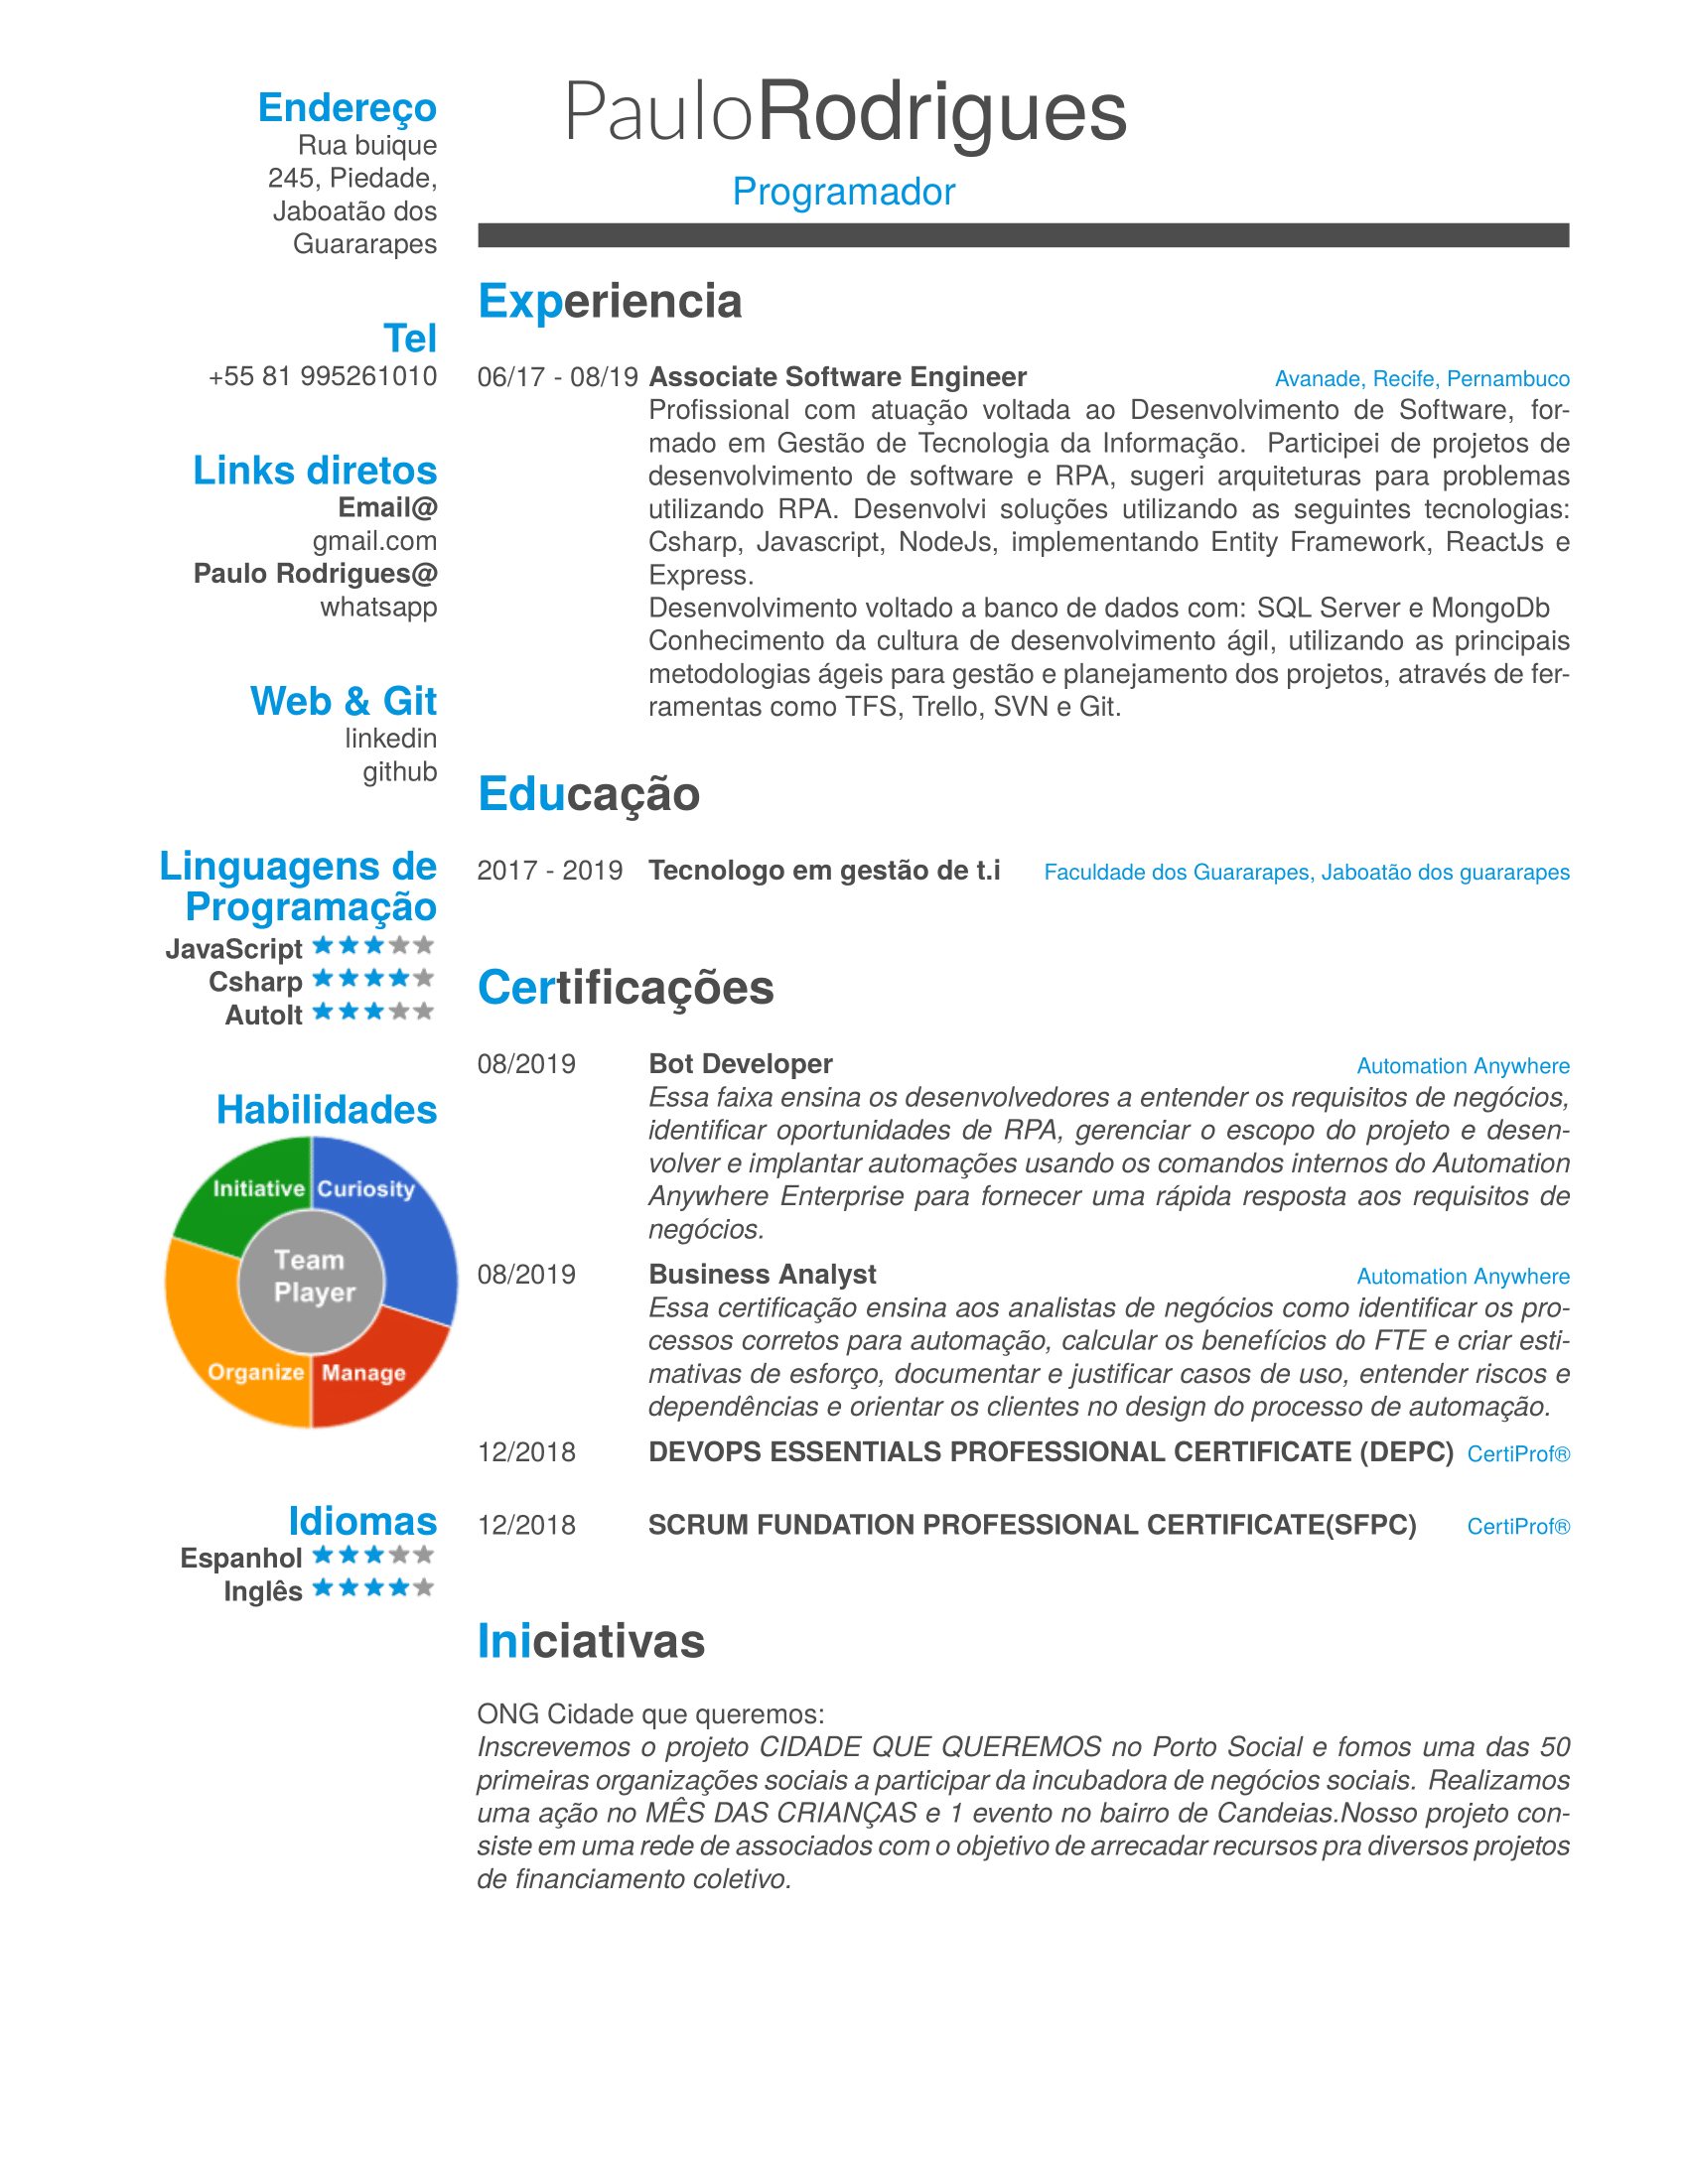 PauloRodrigues
Programador
Endereço
Rua buique
245, Piedade,
Jaboatão dos
Guararapes
Tel
+55 81 995261010
Links diretos
Email@
gmail.com
Paulo Rodrigues@
whatsapp
Web & Git
linkedin
github
Linguagens de
Programação
JavaScript
Csharp
AutoIt
Habilidades
Initiative Curiosity
Team
Player
Organize Manage
Idiomas
Espanhol
Inglês
Experiencia
06/17 - 08/19 Associate Software Engineer Avanade, Recife, Pernambuco
Profissional com atuação voltada ao Desenvolvimento de Software, for-
mado em Gestão de Tecnologia da Informação. Participei de projetos de
desenvolvimento de software e RPA, sugeri arquiteturas para problemas
utilizando RPA. Desenvolvi soluções utilizando as seguintes tecnologias:
Csharp, Javascript, NodeJs, implementando Entity Framework, ReactJs e
Express.
Desenvolvimento voltado a banco de dados com: SQL Server e MongoDb
Conhecimento da cultura de desenvolvimento ágil, utilizando as principais
metodologias ágeis para gestão e planejamento dos projetos, através de fer-
ramentas como TFS, Trello, SVN e Git.
Educação
2017 - 2019 Tecnologo em gestão de t.i Faculdade dos Guararapes, Jaboatão dos guararapes
Certificações
08/2019 Bot Developer Automation Anywhere
Essa faixa ensina os desenvolvedores a entender os requisitos de negócios,
identificar oportunidades de RPA, gerenciar o escopo do projeto e desen-
volver e implantar automações usando os comandos internos do Automation
Anywhere Enterprise para fornecer uma rápida resposta aos requisitos de
negócios.
08/2019 Business Analyst Automation Anywhere
Essa certificação ensina aos analistas de negócios como identificar os pro-
cessos corretos para automação, calcular os benefícios do FTE e criar esti-
mativas de esforço, documentar e justificar casos de uso, entender riscos e
dependências e orientar os clientes no design do processo de automação.
12/2018 DEVOPS ESSENTIALS PROFESSIONAL CERTIFICATE (DEPC) CertiProf®
12/2018 SCRUM FUNDATION PROFESSIONAL CERTIFICATE(SFPC) CertiProf®
Iniciativas
ONG Cidade que queremos:
Inscrevemos o projeto CIDADE QUE QUEREMOS no Porto Social e fomos uma das 50
primeiras organizações sociais a participar da incubadora de negócios sociais. Realizamos
uma ação no MÊS DAS CRIANÇAS e 1 evento no bairro de Candeias.Nosso projeto con-
siste em uma rede de associados com o objetivo de arrecadar recursos pra diversos projetos
de financiamento coletivo.